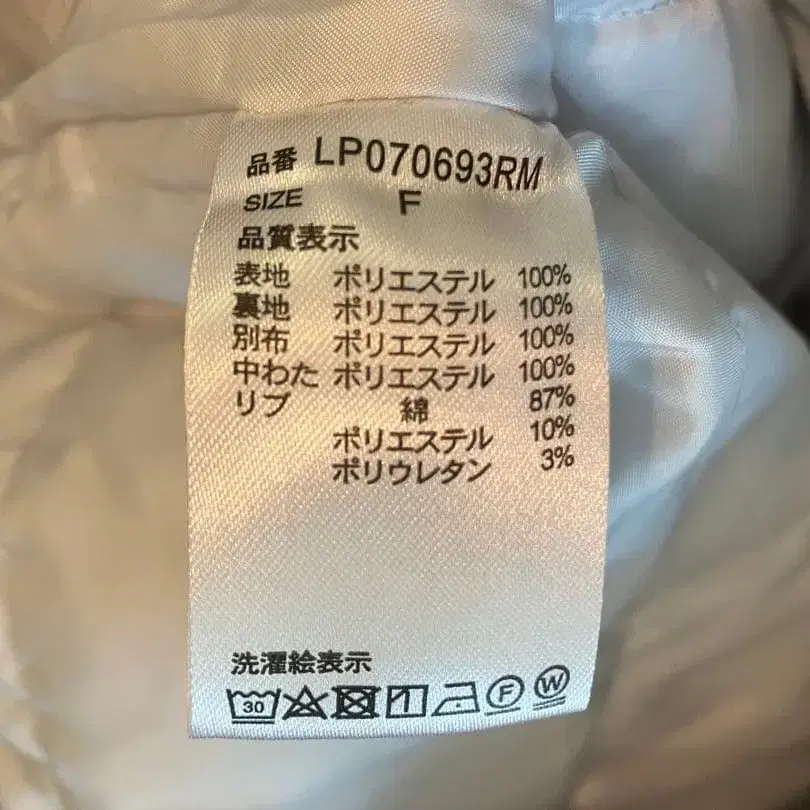 品番 LP070693RM
SIZE F
品質表示
表地 ポリエステル 100%
裏地 ポリエステル 100%
別布 ポリエステル 100%
中わた ポリエステル 100%
リブ 綿 87%
ポリエステル 10%
ポリウレタン 3%
洗濯絵表示
30 F W